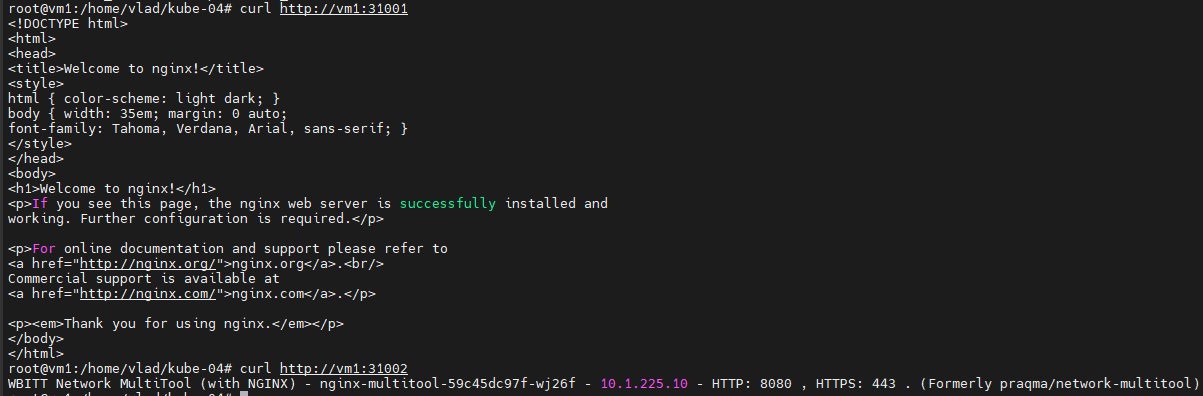 root@vm1:/home/vlad/kube-04# curl http://vm1:31001
<!DOCTYPE html>
<html>
<head>
<title>Welcome to nginx!</title>
<style>
html { color-scheme: light dark; }
body { width: 35em; margin: 0 auto;
font-family: Tahoma, Verdana, Arial, sans-serif; }
</style>
</head>
<body>
<h1>Welcome to nginx!</h1>
<p>If you see this page, the nginx web server is successfully installed and
working. Further configuration is required.</p>

<p>For online documentation and support please refer to
<a href="http://nginx.org/">nginx.org</a>.<br/>
Commercial support is available at
<a href="http://nginx.com/">nginx.com</a>.</p>

<p><em>Thank you for using nginx.</em></p>
</body>
</html>
root@vm1:/home/vlad/kube-04# curl http://vm1:31002
WBITT Network MultiTool (with NGINX) - nginx-multitool-59c45dc97f-wj26f - 10.1.225.10 - HTTP: 8080 , HTTPS: 443 . (Formerly praqma/network-multitool)